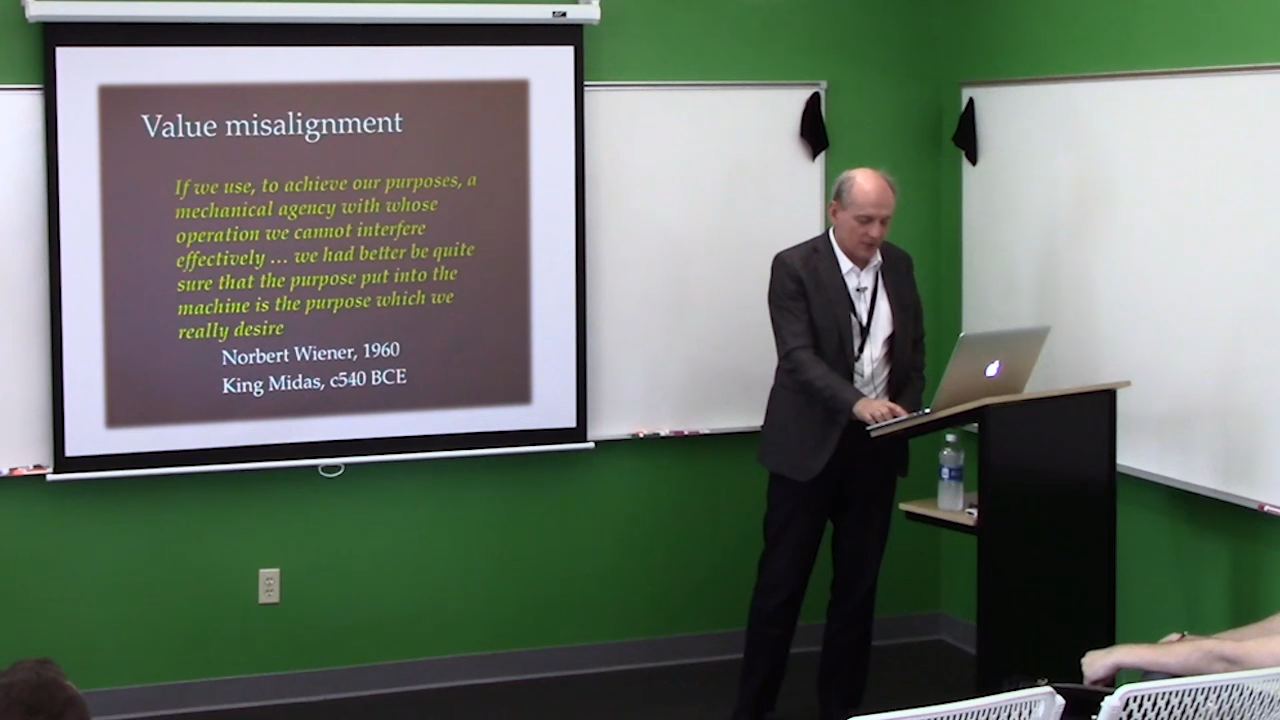 Value misalignment
If we use, to achieve our purposes, a
mechanical agency with whose
operation we cannot interfere
effectively … we had better be quite
sure that the purpose put into the
machine is the purpose which we
really desire
Norbert Wiener, 1960
King Midas, c540 BCE